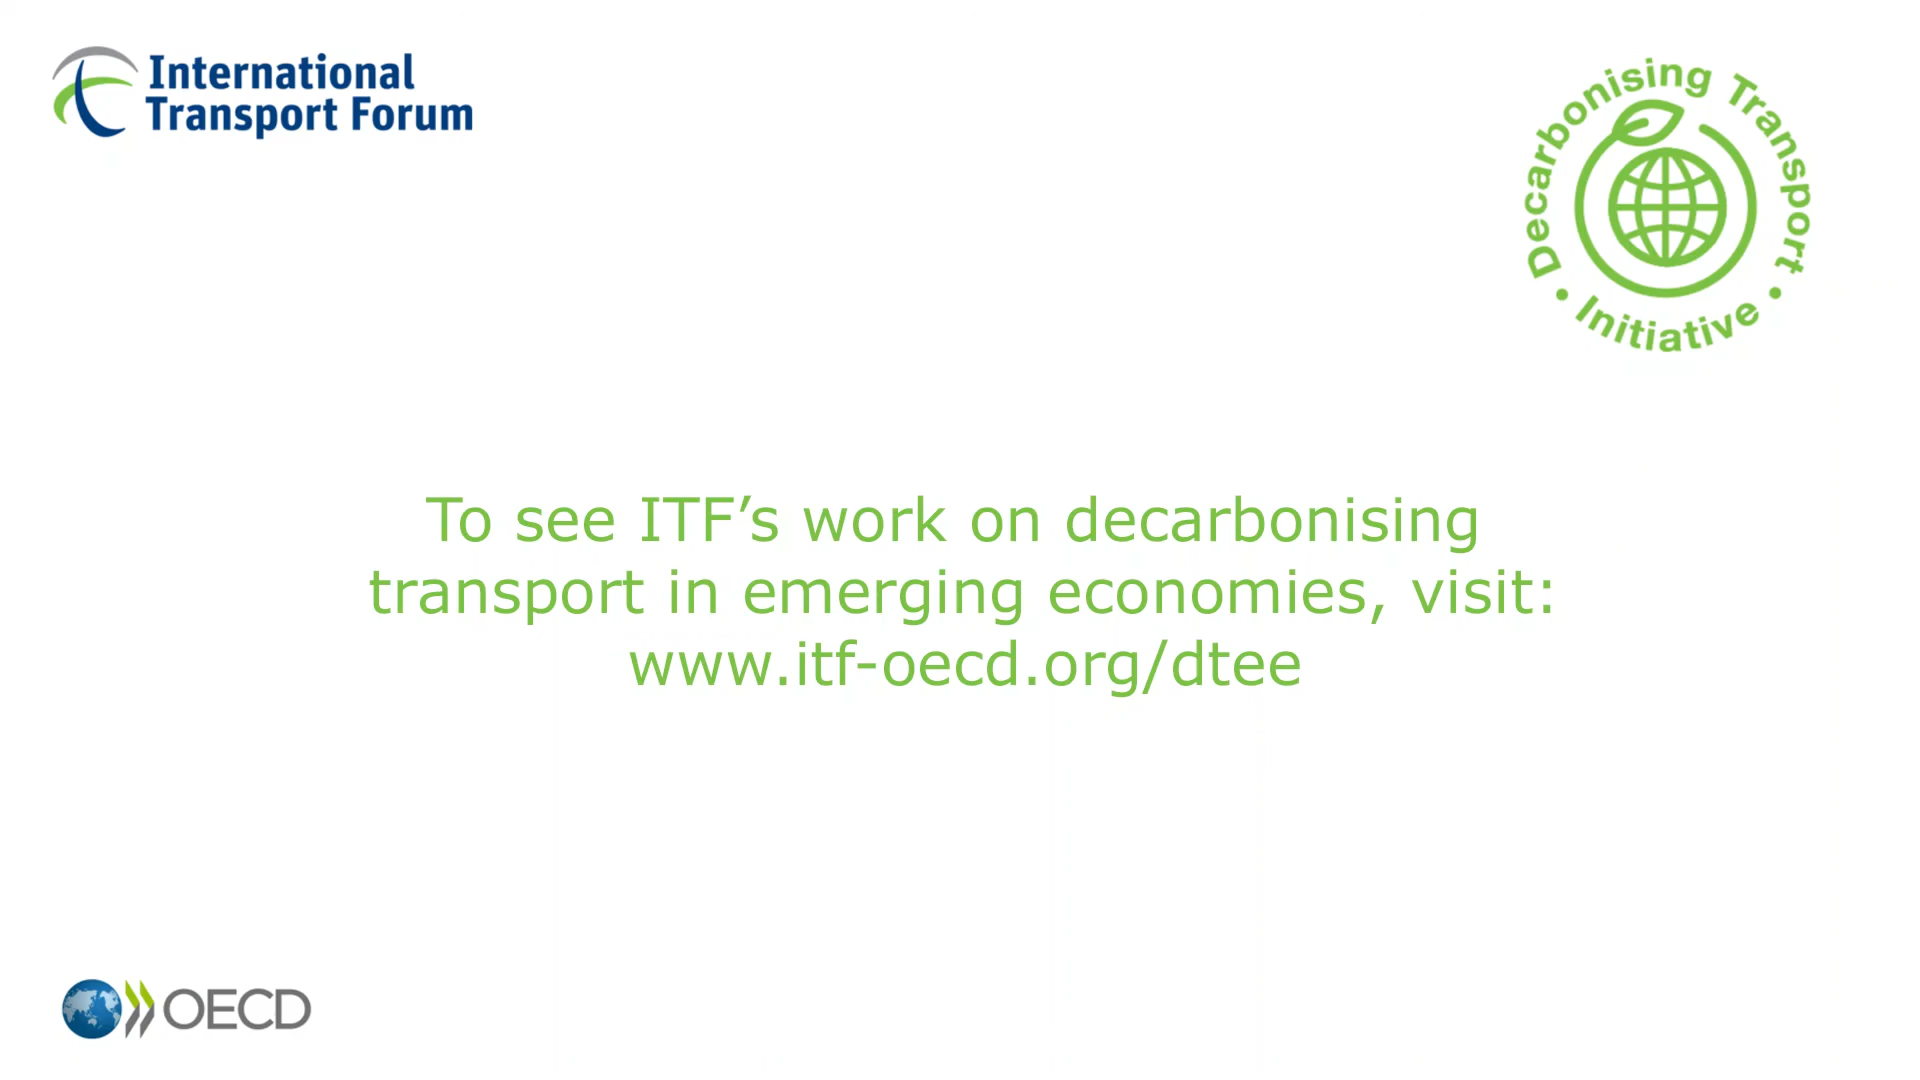 International
Transport Forum
Decarbonising Transport
• Initiative •
To see ITF’s work on decarbonising
transport in emerging economies, visit:
www.itf-oecd.org/dtee
OECD